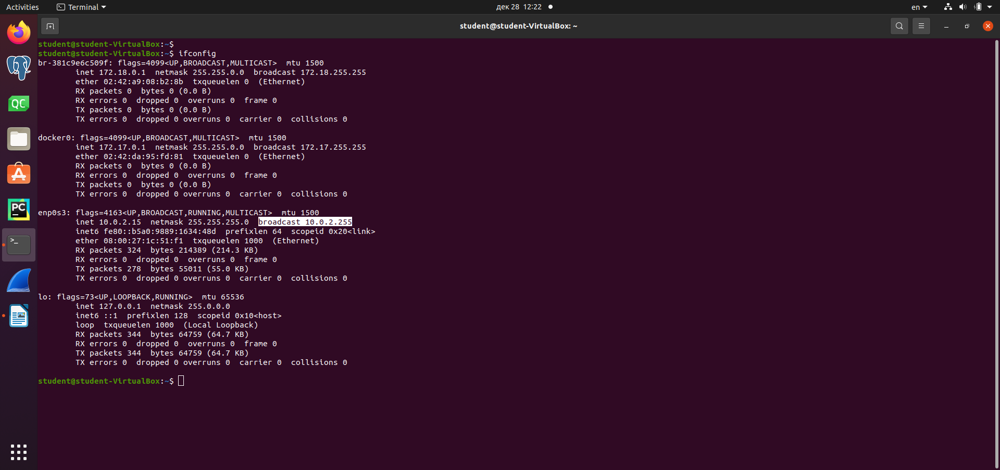 Activities
Terminal
дек 28 12:22
en
student@student-VirtualBox: ~
QC
PC
>_
student@student-VirtualBox:~$
student@student-VirtualBox:~$ ifconfig
br-381c9e6c509f: flags=4099<UP,BROADCAST,MULTICAST>  mtu 1500
        inet 172.18.0.1  netmask 255.255.0.0  broadcast 172.18.255.255
        ether 02:42:a9:08:b2:8b  txqueuelen 0  (Ethernet)
        RX packets 0  bytes 0 (0.0 B)
        RX errors 0  dropped 0  overruns 0  frame 0
        TX packets 0  bytes 0 (0.0 B)
        TX errors 0  dropped 0 overruns 0  carrier 0  collisions 0
docker0: flags=4099<UP,BROADCAST,MULTICAST>  mtu 1500
        inet 172.17.0.1  netmask 255.255.0.0  broadcast 172.17.255.255
        ether 02:42:da:95:fd:81  txqueuelen 0  (Ethernet)
        RX packets 0  bytes 0 (0.0 B)
        RX errors 0  dropped 0  overruns 0  frame 0
        TX packets 0  bytes 0 (0.0 B)
        TX errors 0  dropped 0 overruns 0  carrier 0  collisions 0
enp0s3: flags=4163<UP,BROADCAST,RUNNING,MULTICAST>  mtu 1500
        inet 10.0.2.15  netmask 255.255.255.0  broadcast 10.0.2.255
        inet6 fe80::b5a0:9889:1634:48d  prefixlen 64  scopeid 0x20<link>
        ether 08:00:27:1c:51:f1  txqueuelen 1000  (Ethernet)
        RX packets 324  bytes 214389 (214.3 KB)
        RX errors 0  dropped 0  overruns 0  frame 0
        TX packets 278  bytes 55011 (55.0 KB)
        TX errors 0  dropped 0 overruns 0  carrier 0  collisions 0
lo: flags=73<UP,LOOPBACK,RUNNING>  mtu 65536
        inet 127.0.0.1  netmask 255.0.0.0
        inet6 ::1  prefixlen 128  scopeid 0x10<host>
        loop  txqueuelen 1000  (Local Loopback)
        RX packets 344  bytes 64759 (64.7 KB)
        RX errors 0  dropped 0  overruns 0  frame 0
        TX packets 344  bytes 64759 (64.7 KB)
        TX errors 0  dropped 0 overruns 0  carrier 0  collisions 0
student@student-VirtualBox:~$